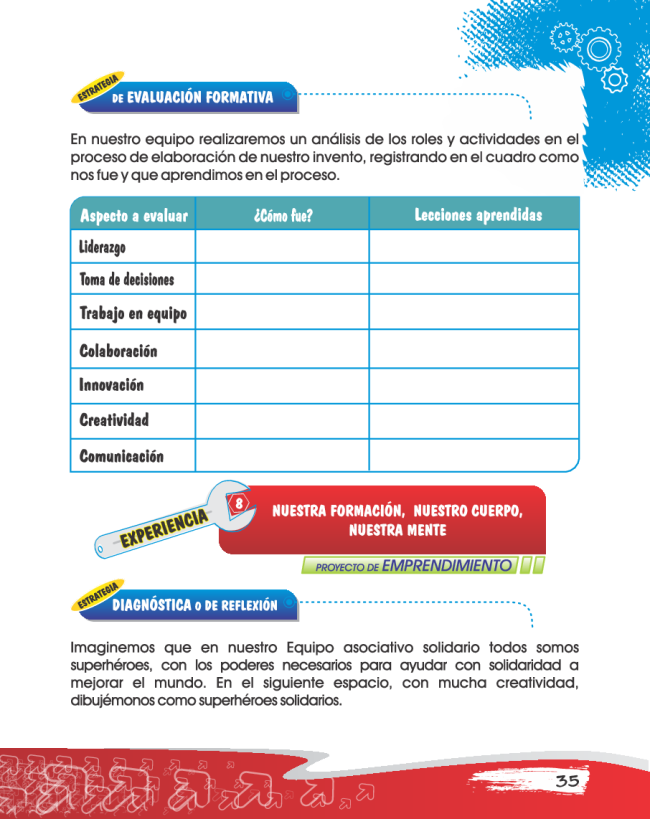 ESTRATEGIA
DE EVALUACIÓN FORMATIVA
En nuestro equipo realizaremos un análisis de los roles y actividades en el
proceso de elaboración de nuestro invento, registrando en el cuadro como
nos fue y que aprendimos en el proceso.
Aspecto a evaluar ¿Cómo fue? Lecciones aprendidas
Liderazgo
Toma de decisiones
Trabajo en equipo
Colaboración
Innovación
Creatividad
Comunicación
EXPERIENCIA 8
NUESTRA FORMACIÓN, NUESTRO CUERPO,
NUESTRA MENTE
PROYECTO DE EMPRENDIMIENTO
ESTRATEGIA
DIAGNÓSTICA O DE REFLEXIÓN
Imaginemos que en nuestro Equipo asociativo solidario todos somos
superhéroes, con los poderes necesarios para ayudar con solidaridad a
mejorar el mundo. En el siguiente espacio, con mucha creatividad,
dibujémonos como superhéroes solidarios.
35